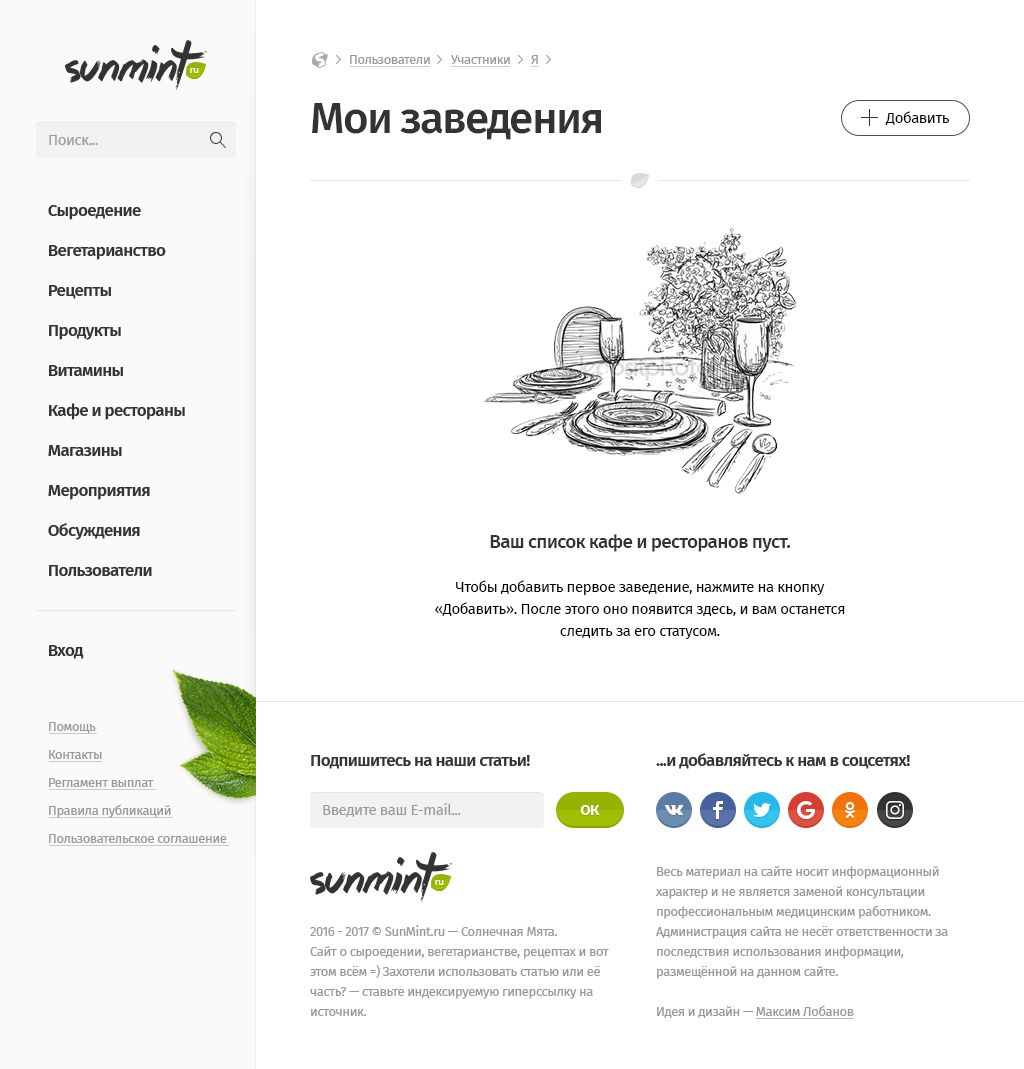 sunmint ru
Поиск...
Сыроедение
Вегетарианство
Рецепты
Продукты
Витамины
Кафе и рестораны
Магазины
Мероприятия
Обсуждения
Пользователи
Вход
Помощь
Контакты
Регламент выплат
Правила публикаций
Пользовательское соглашение
Пользователи
Участники
Я
Мои заведения
Добавить
depositphotos
Ваш список кафе и ресторанов пуст.
Чтобы добавить первое заведение, нажмите на кнопку
«Добавить». После этого оно появится здесь, и вам останется
следить за его статусом.
Подпишитесь на наши статьи!
Введите ваш E-mail...
ОК
sunmint ru
2016 - 2017 © SunMint.ru — Солнечная Мята.
Сайт о сыроедении, вегетарианстве, рецептах и вот
этом всём =) Захотели использовать статью или её
часть? — ставьте индексируемую гиперссылку на
источник.
...и добавляйтесь к нам в соцсетях!
Весь материал на сайте носит информационный
характер и не является заменой консультации
профессиональным медицинским работником.
Администрация сайта не несёт ответственности за
последствия использования информации,
размещённой на данном сайте.
Идея и дизайн — Максим Лобанов